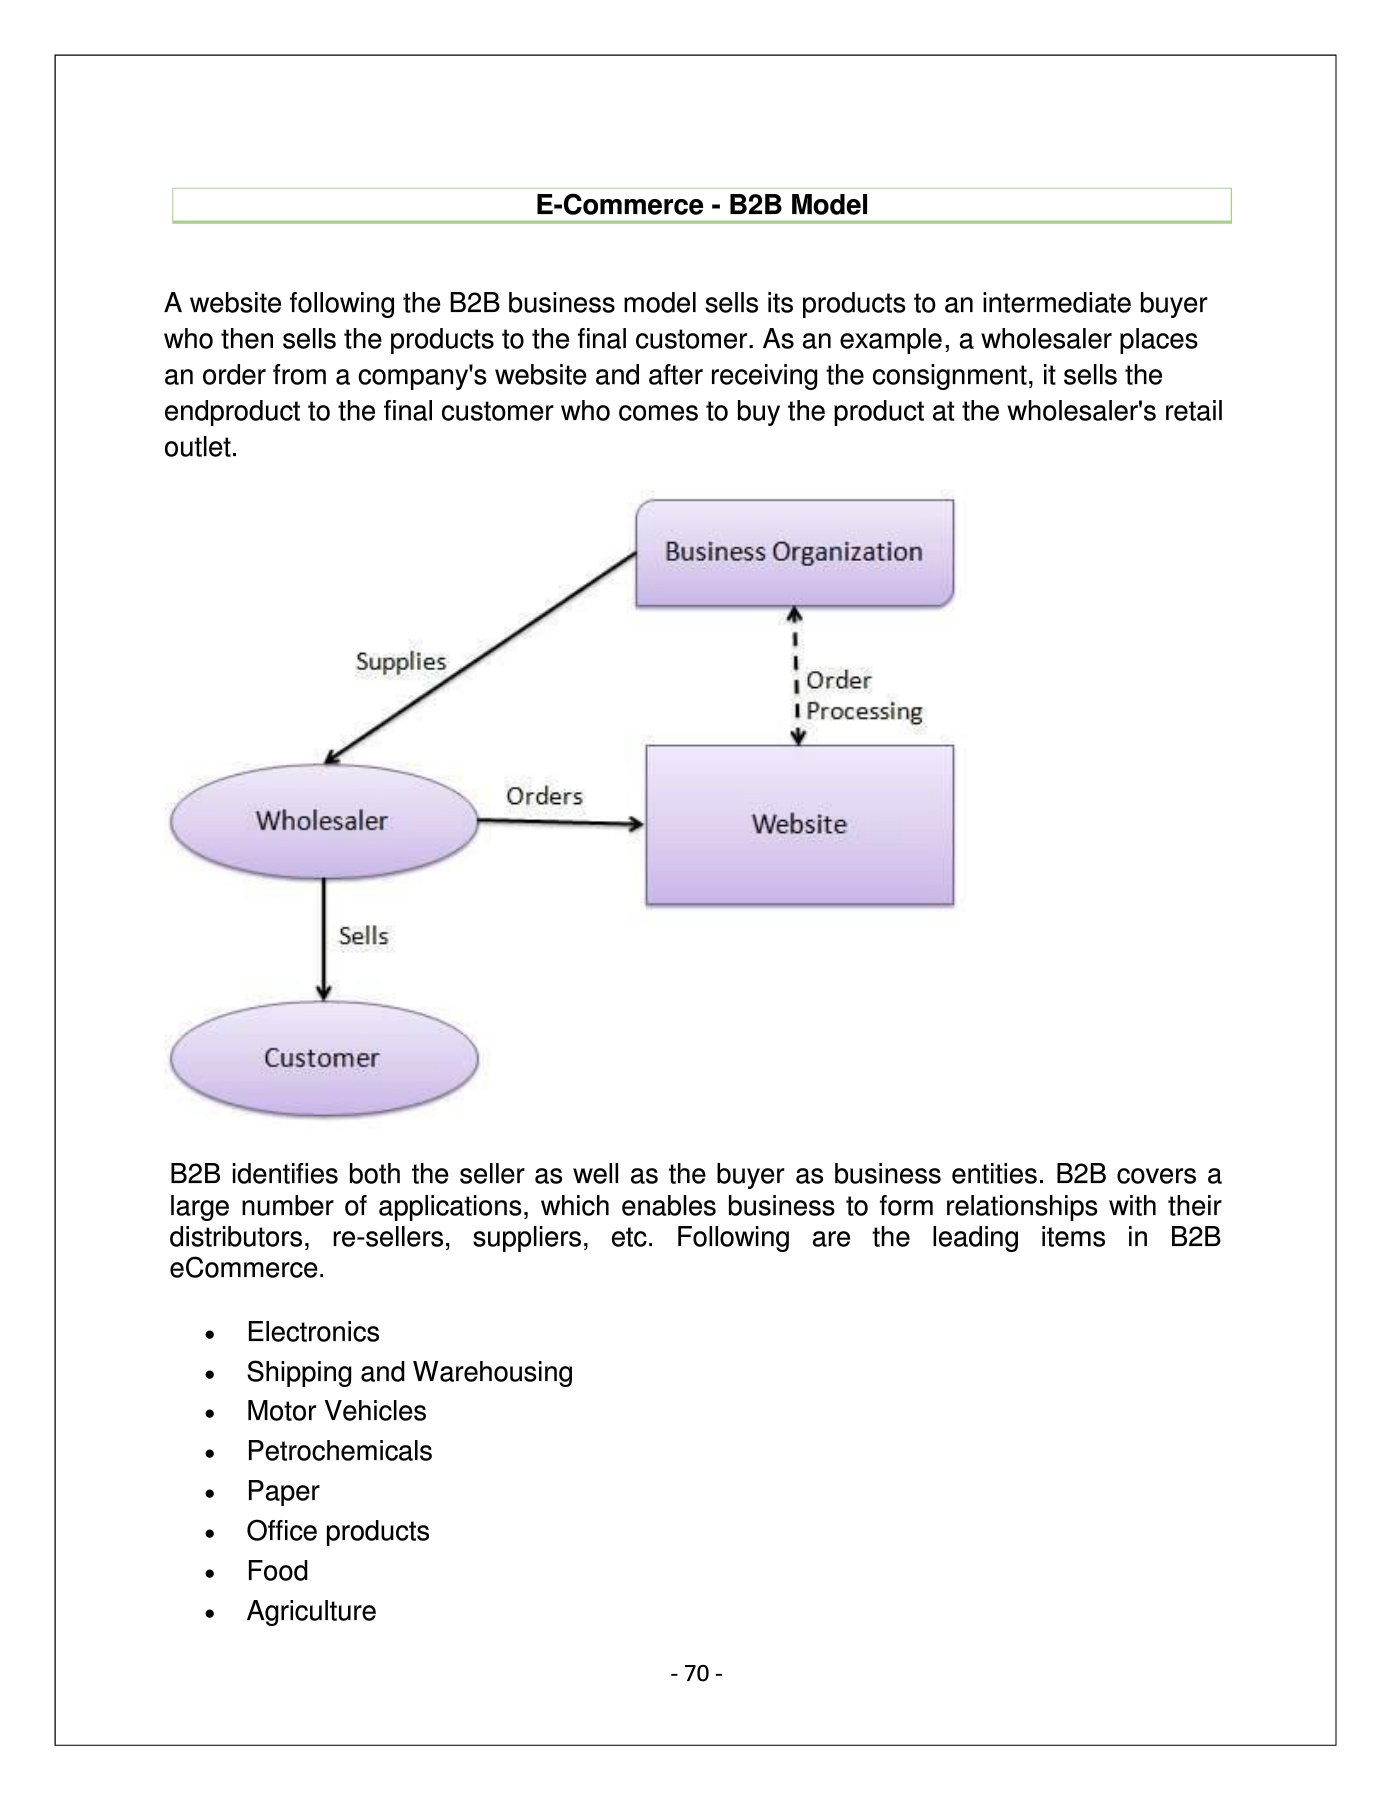 E-Commerce - B2B Model
A website following the B2B business model sells its products to an intermediate buyer
who then sells the products to the final customer. As an example, a wholesaler places
an order from a company's website and after receiving the consignment, it sells the
endproduct to the final customer who comes to buy the product at the wholesaler's retail
outlet.
Business Organization
Supplies
Order
Processing
Orders
Wholesaler
Website
Sells
Customer
B2B identifies both the seller as well as the buyer as business entities. B2B covers a
large number of applications, which enables business to form relationships with their
distributors, re-sellers, suppliers, etc. Following are the leading items in B2B
eCommerce.
• Electronics
• Shipping and Warehousing
• Motor Vehicles
• Petrochemicals
• Paper
• Office products
• Food
• Agriculture
- 70 -